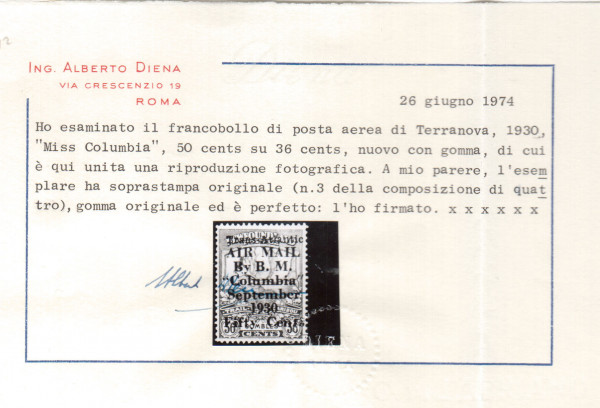 ING. ALBERTO DIENA
VIA CRESCENZIO 19
ROMA
26 giugno 1974
Ho esaminato il francobollo di posta aerea di Terranova, 1930,
"Miss Columbia", 50 cents su 36 cents, nuovo con gomma, di cui
è qui unita una riproduzione fotografica. A mio parere, l'esem
plare ha soprastampa originale (n.3 della composizione di quat
tro), gomma originale ed è perfetto: l'ho firmato. x x x x x x
Trans-Atlantic
AIR MAIL
By B. M.
Columbia
September
1930
Fifty Cents
CENTS